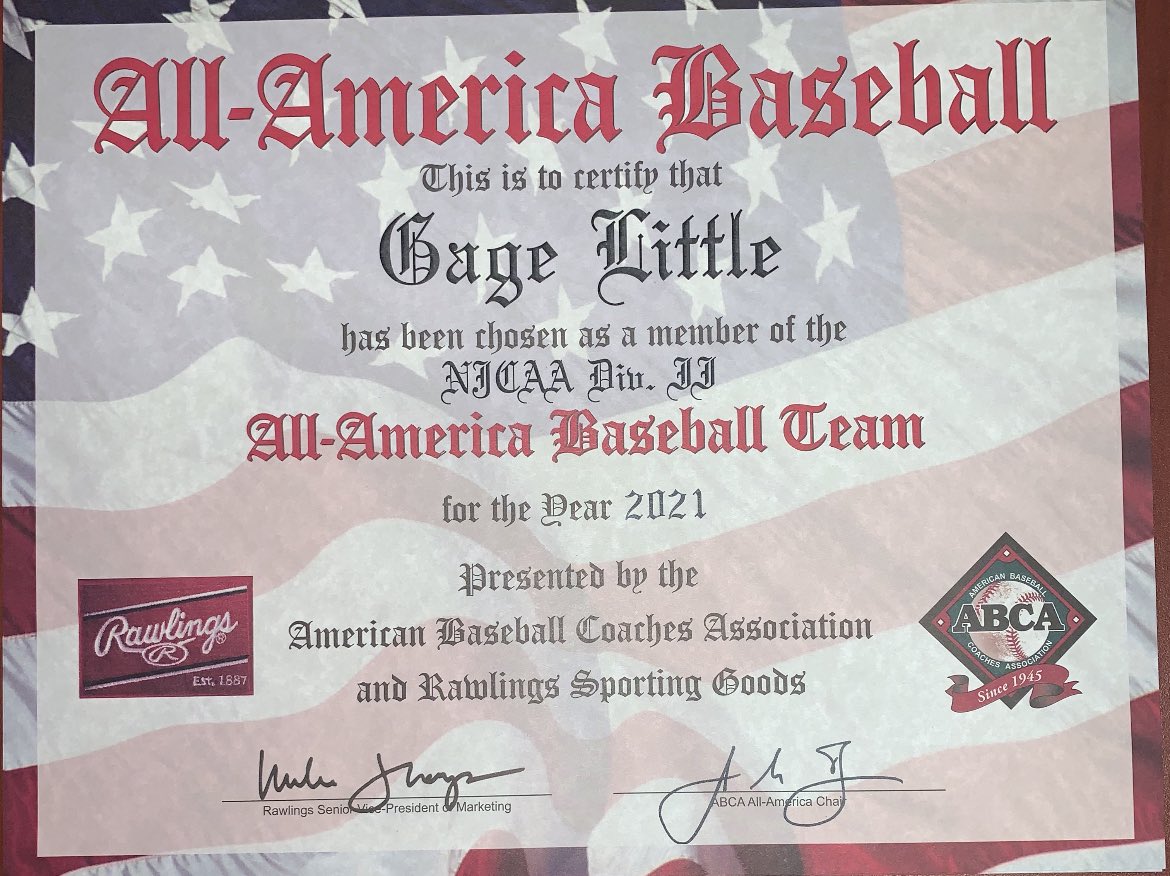 All-America Baseball
This is to certify that
Gage Little
has been chosen as a member of the
NJCAA Div. II
All-America Baseball Team
for the Year 2021
Presented by the
American Baseball Coaches Association
and Rawlings Sporting Goods
Rawlings®
R
Est. 1887
AMERICAN BASEBALL
ABCA
COACHES ASSOCIATION
Since 1945
Rawlings Senior Vice-President of Marketing
ABCA All-America Chair